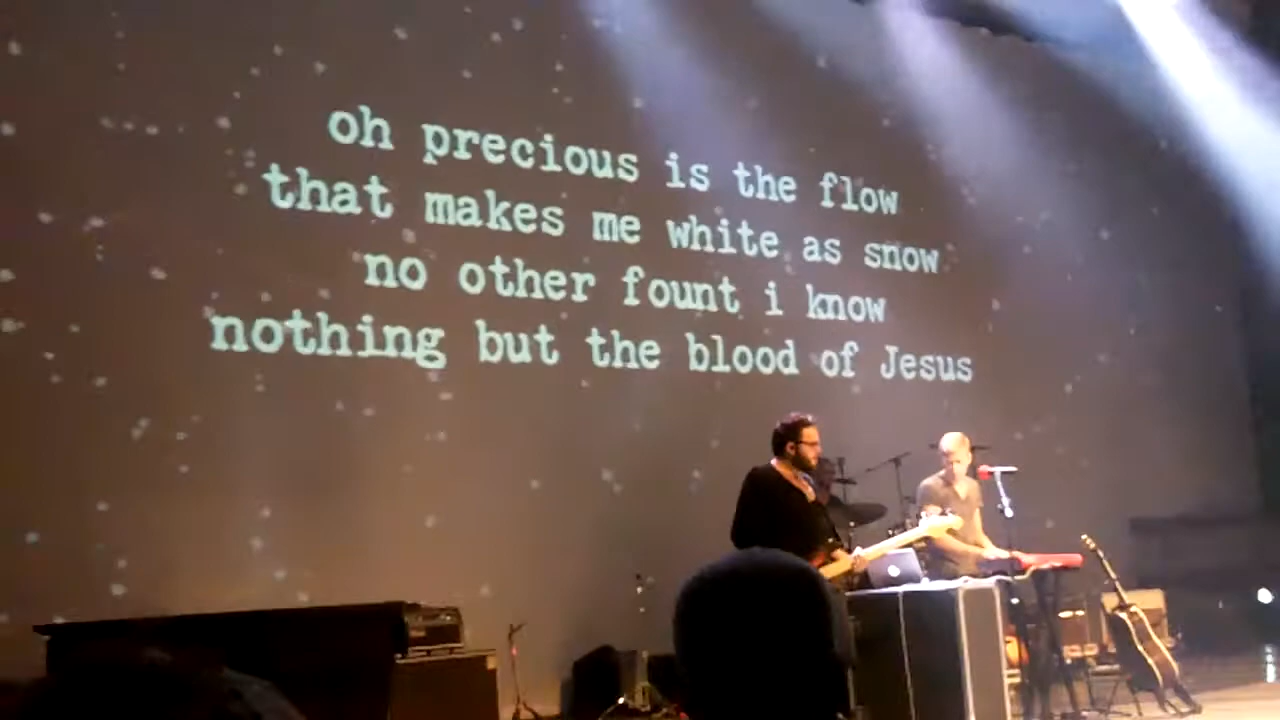 oh precious is the flow
that makes me white as snow
no other fount i know
nothing but the blood of Jesus